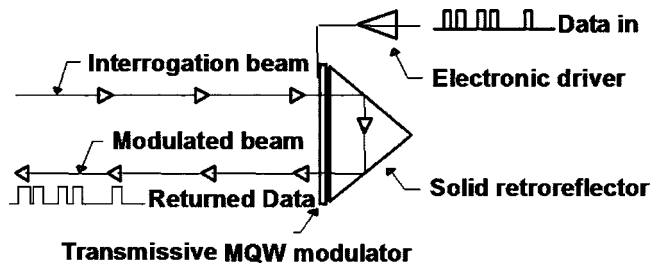 Data in
Interrogation beam
Electronic driver
Modulated beam
Solid retroreflector
Returned Data
Transmissive MQW modulator